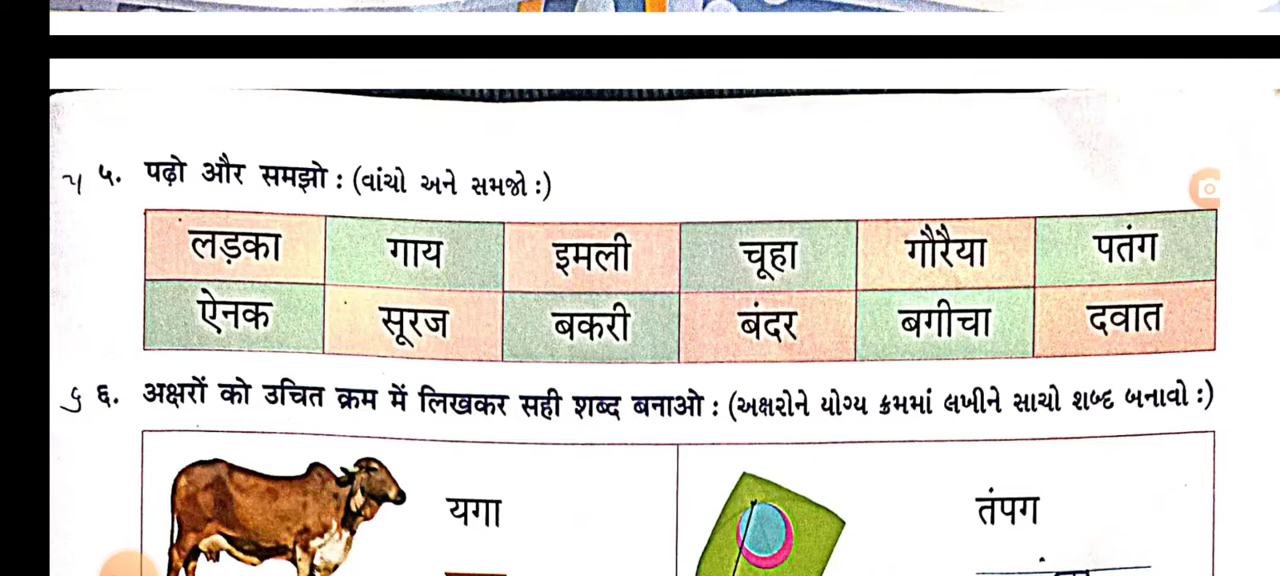 ५. पढ़ो और समझो : (વાંચો અને સમજો :)
लड़का गाय इमली चूहा गौरैया पतंग
ऐनक सूरज बकरी बंदर बगीचा दवात
६. अक्षरों को उचित क्रम में लिखकर सही शब्द बनाओ : (અક્ષરોને યોગ્ય ક્રમમાં લખીને સાચો શબ્દ બનાવો :)
यगा तंपग